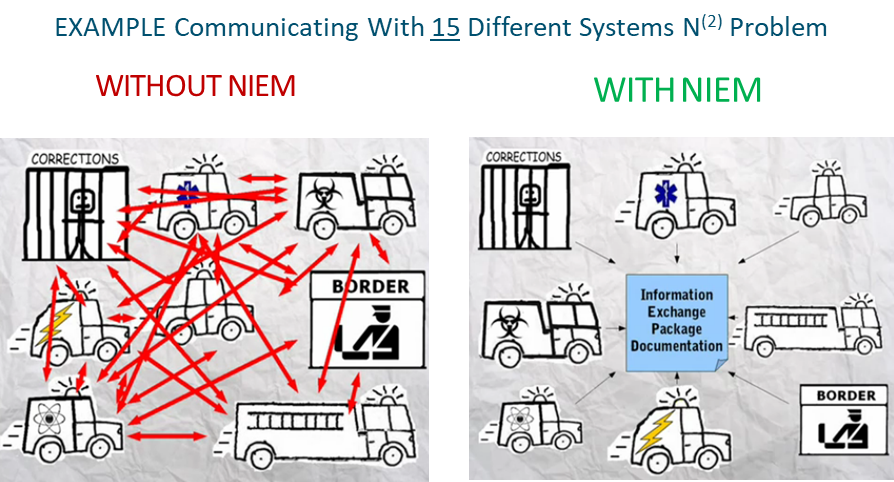 EXAMPLE Communicating With 15 Different Systems N(2) Problem
WITHOUT NIEM
WITH NIEM
CORRECTIONS
BORDER
CORRECTIONS
Information
Exchange
Package
Documentation
BORDER